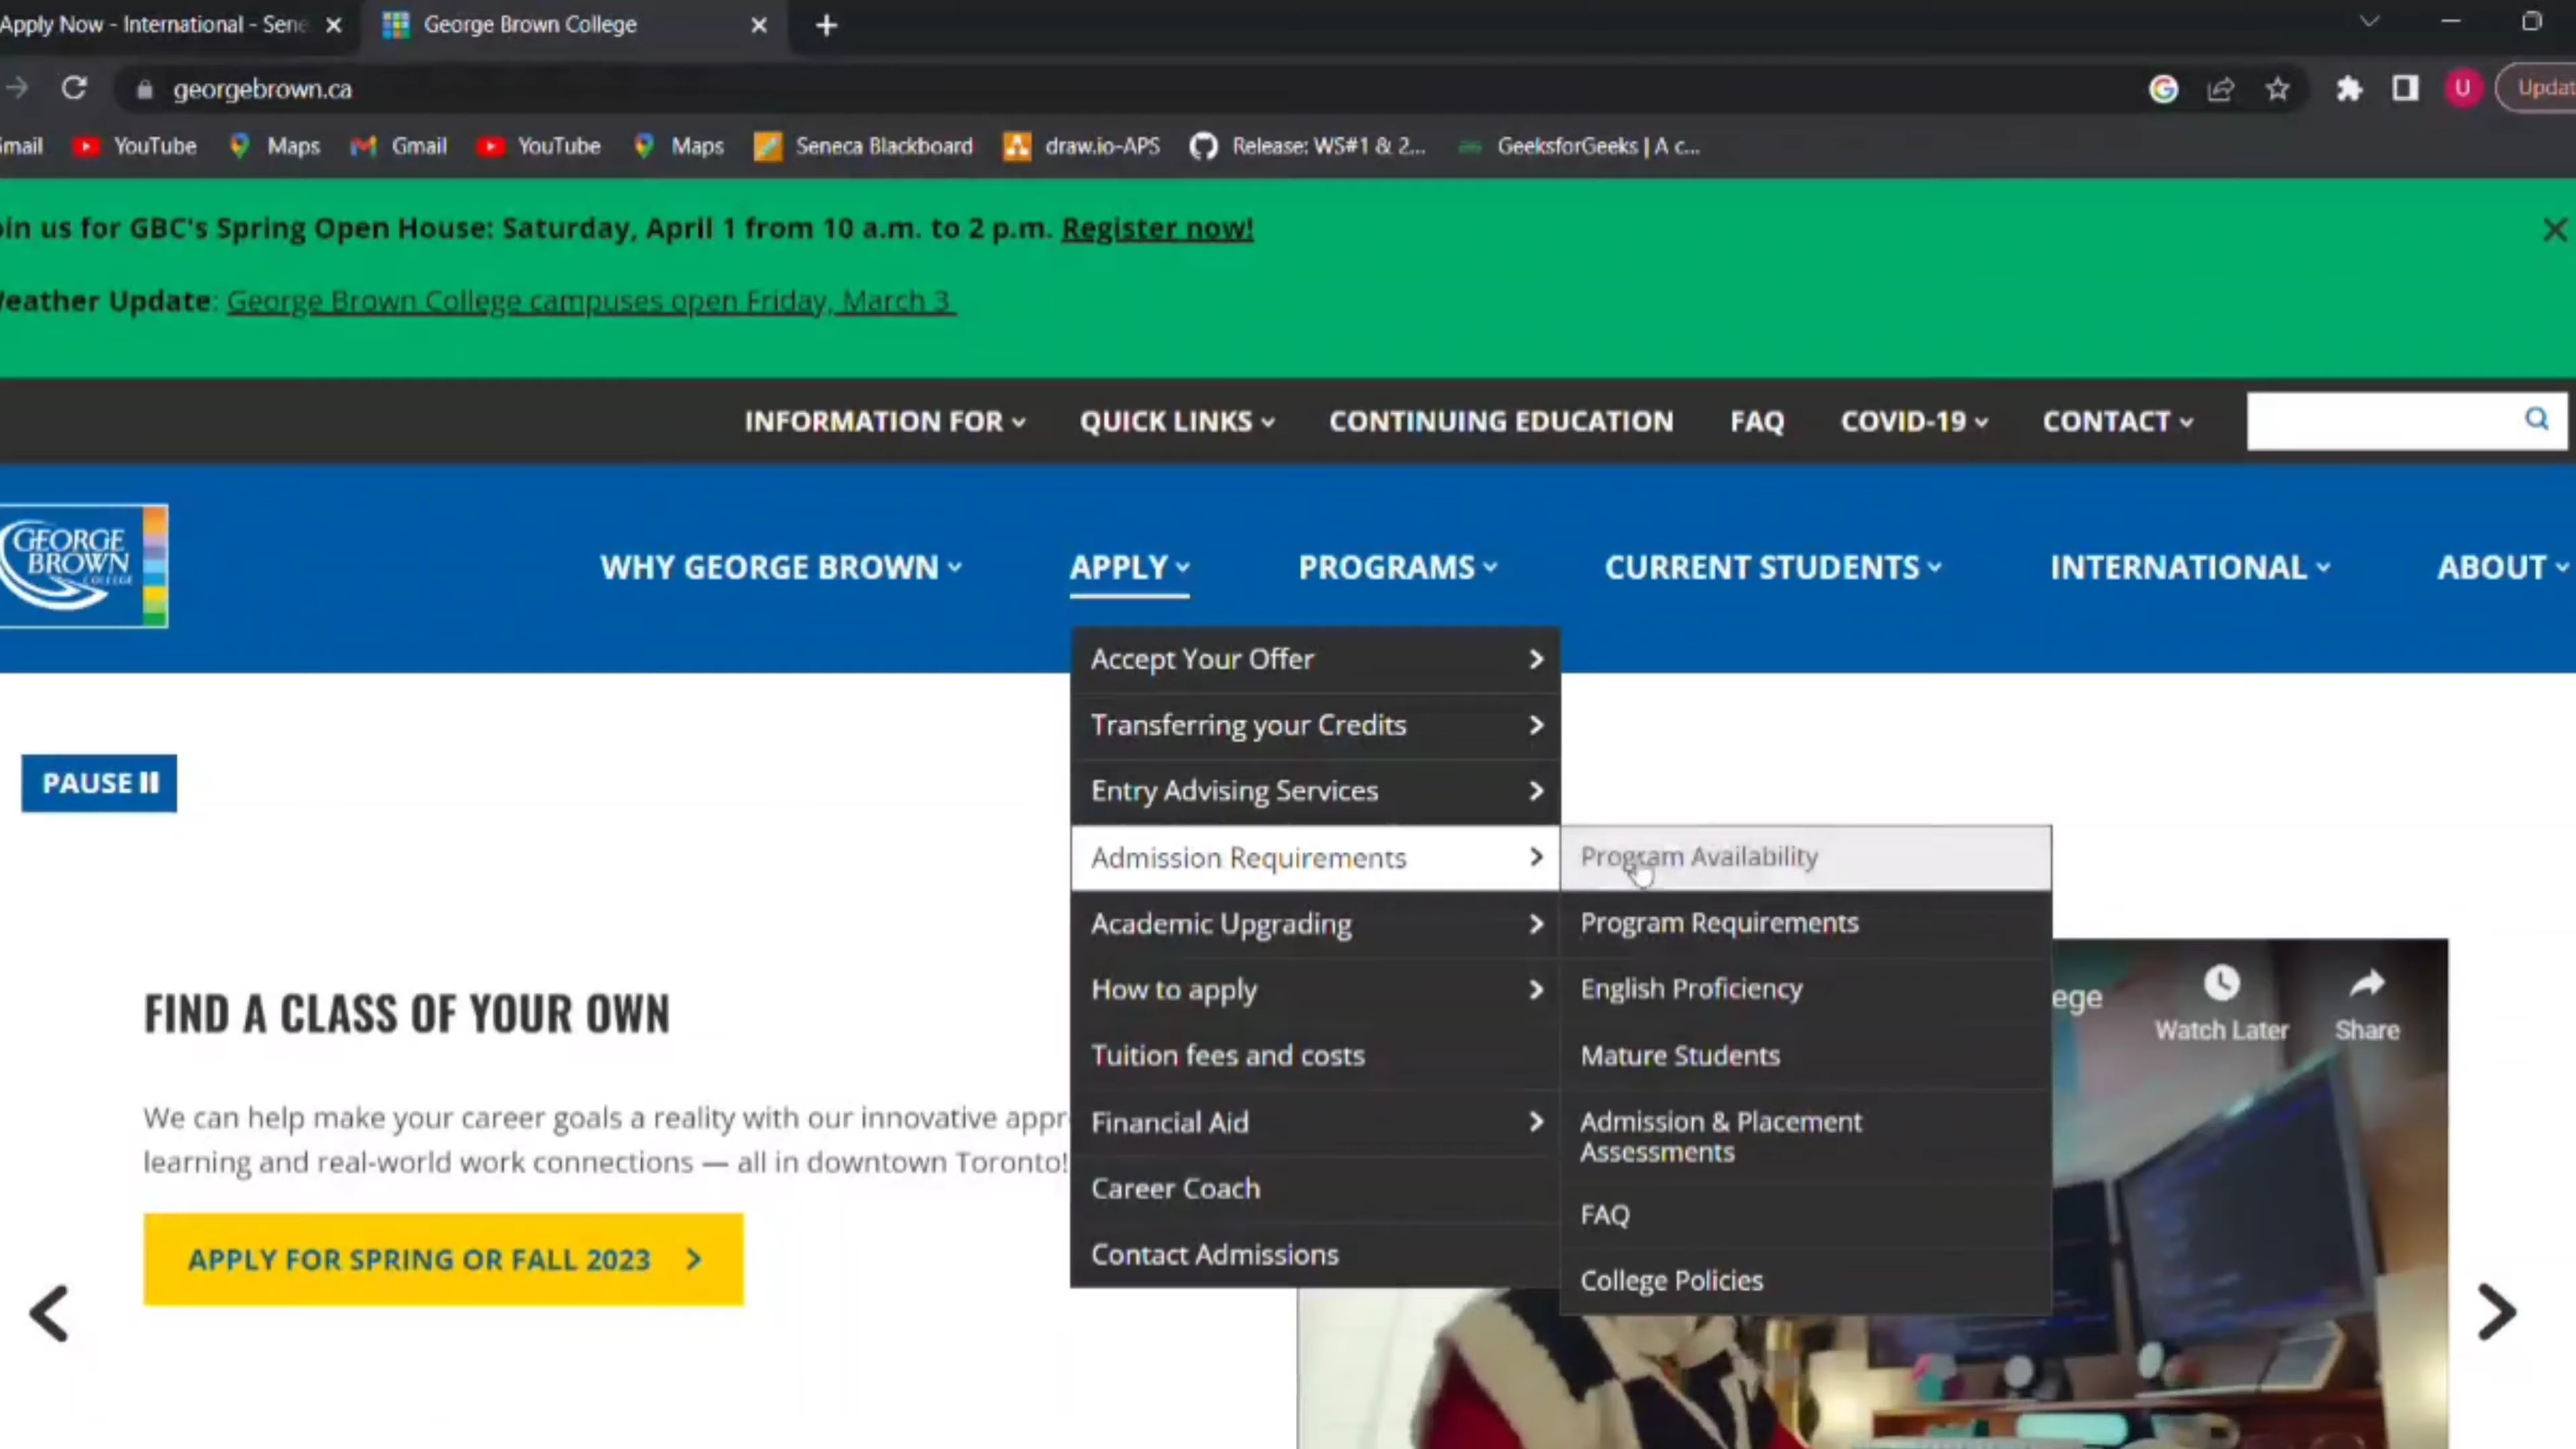 Apply Now - International - Sene
George Brown College
georgebrown.ca
U
Updat
Gmail
YouTube
Maps
Gmail
YouTube
Maps
Seneca Blackboard
draw.io-APS
Release: WS#1 & 2...
GeeksforGeeks | A c...
oin us for GBC's Spring Open House: Saturday, April 1 from 10 a.m. to 2 p.m. Register now!
Weather Update: George Brown College campuses open Friday, March 3
INFORMATION FOR
QUICK LINKS
CONTINUING EDUCATION
FAQ
COVID-19
CONTACT
GEORGE
BROWN
COLLEGE
WHY GEORGE BROWN
APPLY
PROGRAMS
CURRENT STUDENTS
INTERNATIONAL
ABOUT
Accept Your Offer
Transferring your Credits
Entry Advising Services
Admission Requirements
Academic Upgrading
How to apply
Tuition fees and costs
Financial Aid
Career Coach
Contact Admissions
Program Availability
Program Requirements
English Proficiency
Mature Students
Admission & Placement
Assessments
FAQ
College Policies
PAUSE
FIND A CLASS OF YOUR OWN
We can help make your career goals a reality with our innovative appr
learning and real-world work connections — all in downtown Toronto!
APPLY FOR SPRING OR FALL 2023
ege
Watch Later
Share